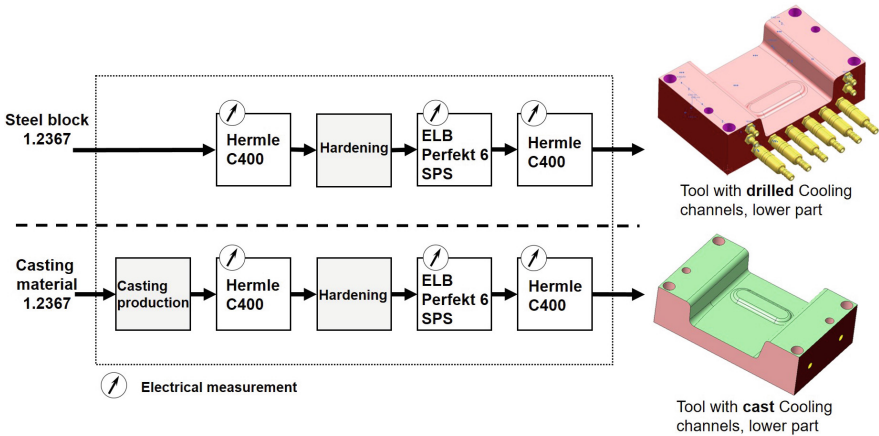 Steel block
1.2367
Hermle
C400
Hardening
ELB
Perfekt 6
SPS
Hermle
C400
Tool with drilled Cooling
channels, lower part
Casting
material
1.2367
Casting
production
Hermle
C400
Hardening
ELB
Perfekt 6
SPS
Hermle
C400
Electrical measurement
Tool with cast Cooling
channels, lower part